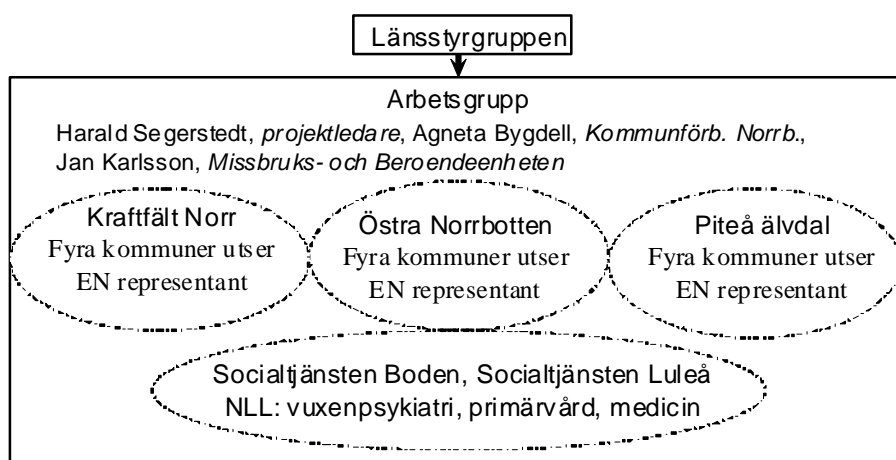 Länsstyrgruppen
Arbetsgrupp
Harald Segerstedt, projektledare, Agneta Bygdell, Kommunförb. Norrb.,
Jan Karlsson, Missbruks- och Beroendeenheten
Kraftfält Norr
Fyra kommuner utser
EN representant
Östra Norrbotten
Fyra kommuner utser
EN representant
Piteå älvdal
Fyra kommuner utser
EN representant
Socialtjänsten Boden, Socialtjänsten Luleå
NLL: vuxenpsykiatri, primärvård, medicin